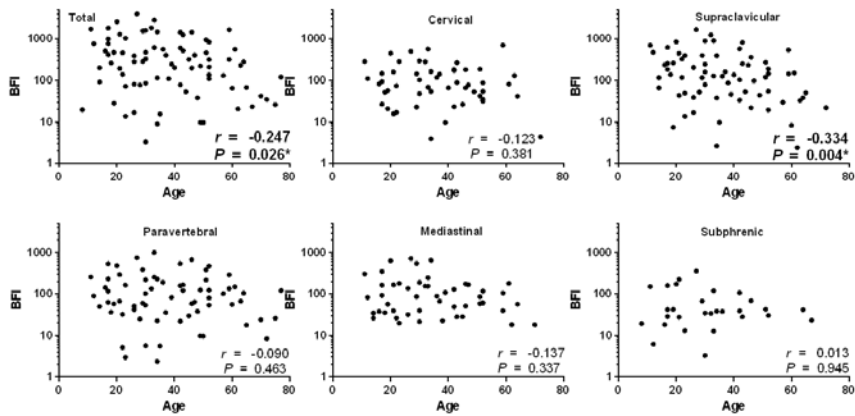 Total
BFI
1000
100
10
1
0 20 40 60 80
Age
r = -0.247
P = 0.026*
Cervical
BFI
1000
100
10
1
0 20 40 60 80
Age
r = -0.123
P = 0.381
Supraclavicular
BFI
1000
100
10
1
0 20 40 60 80
Age
r = -0.334
P = 0.004*
Paravertebral
BFI
1000
100
10
1
0 20 40 60 80
Age
r = -0.090
P = 0.463
Mediastinal
BFI
1000
100
10
1
0 20 40 60 80
Age
r = -0.137
P = 0.337
Subphrenic
BFI
1000
100
10
1
0 20 40 60 80
Age
r = 0.013
P = 0.945